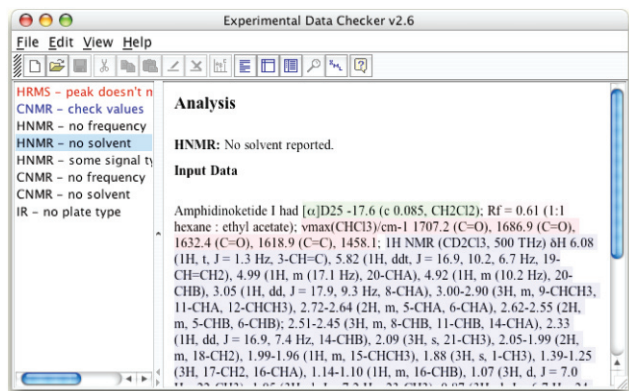 Experimental Data Checker v2.6
File Edit View Help
HRMS - peak doesn't n
CNMR - check values
HNMR - no frequency
HNMR - no solvent
HNMR - some signal ty
CNMR - no frequency
CNMR - no solvent
IR - no plate type
Analysis
HNMR: No solvent reported.
Input Data
Amphidinoketide I had [α]D25 -17.6 (c 0.085, CH2Cl2); Rf = 0.61 (1:1
hexane : ethyl acetate); νmax(CHCl3)/cm-1 1707.2 (C=O), 1686.9 (C=O),
1632.4 (C=O), 1618.9 (C=C), 1458.1; 1H NMR (CD2Cl3, 500 THz) δH 6.08
(1H, t, J = 1.3 Hz, 3-CH=C), 5.82 (1H, ddt, J = 16.9, 10.2, 6.7 Hz, 19-
CH=CH2), 4.99 (1H, m (17.1 Hz), 20-CHA), 4.92 (1H, m (10.2 Hz), 20-
CHB), 3.05 (1H, dd, J = 17.9, 9.3 Hz, 8-CHA), 3.00-2.90 (3H, m, 9-CHCH3,
11-CHA, 12-CHCH3), 2.72-2.64 (2H, m, 5-CHA, 6-CHA), 2.62-2.55 (2H,
m, 5-CHB, 6-CHB); 2.51-2.45 (3H, m, 8-CHB, 11-CHB, 14-CHA), 2.33
(1H, dd, J = 16.9, 7.4 Hz, 14-CHB), 2.09 (3H, s, 21-CH3), 2.05-1.99 (2H,
m, 18-CH2), 1.99-1.96 (1H, m, 15-CHCH3), 1.88 (3H, s, 1-CH3), 1.39-1.25
(3H, 17-CH2, 16-CHA), 1.14-1.10 (1H, m, 16-CHB), 1.07 (3H, d, J = 7.0